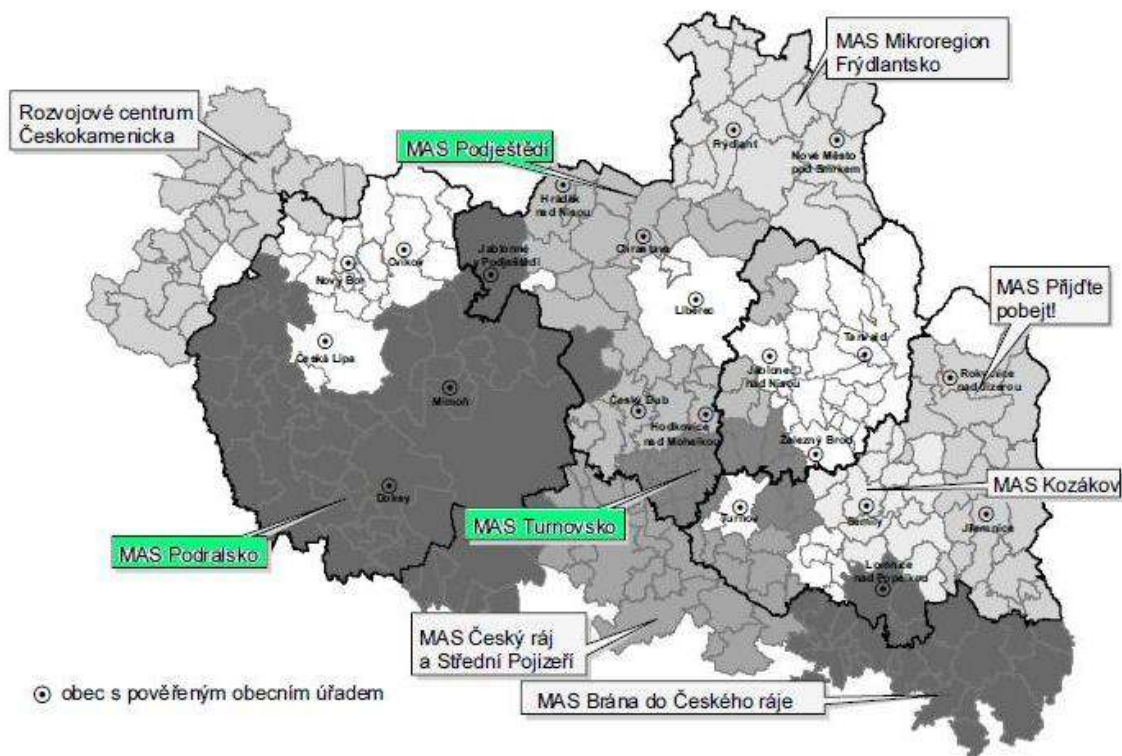 MAS Mikroregion
Frýdlantsko
Rozvojové centrum
Českokamenicka
MAS Podještědí
Frýdlant
Nové Město
pod Smrkem
Hrádek
nad Nisou
Chrastava
Jablonné
v Podještědí
Cvikov
Nový Bor
Liberec
MAS Přijďte
pobejt!
Česká Lípa
Tanvald
Jablonec
nad Nisou
Rokytnice
nad Jizerou
Mimoň
Český Dub
Hodkovice
nad Mohelkou
Železný Brod
Doksy
MAS Kozákov
Turnov
Semily
Jilemnice
MAS Turnovsko
MAS Podralsko
Lomnice
nad Popelkou
MAS Český ráj
a Střední Pojizeří
obec s pověřeným obecním úřadem
MAS Brána do Českého ráje